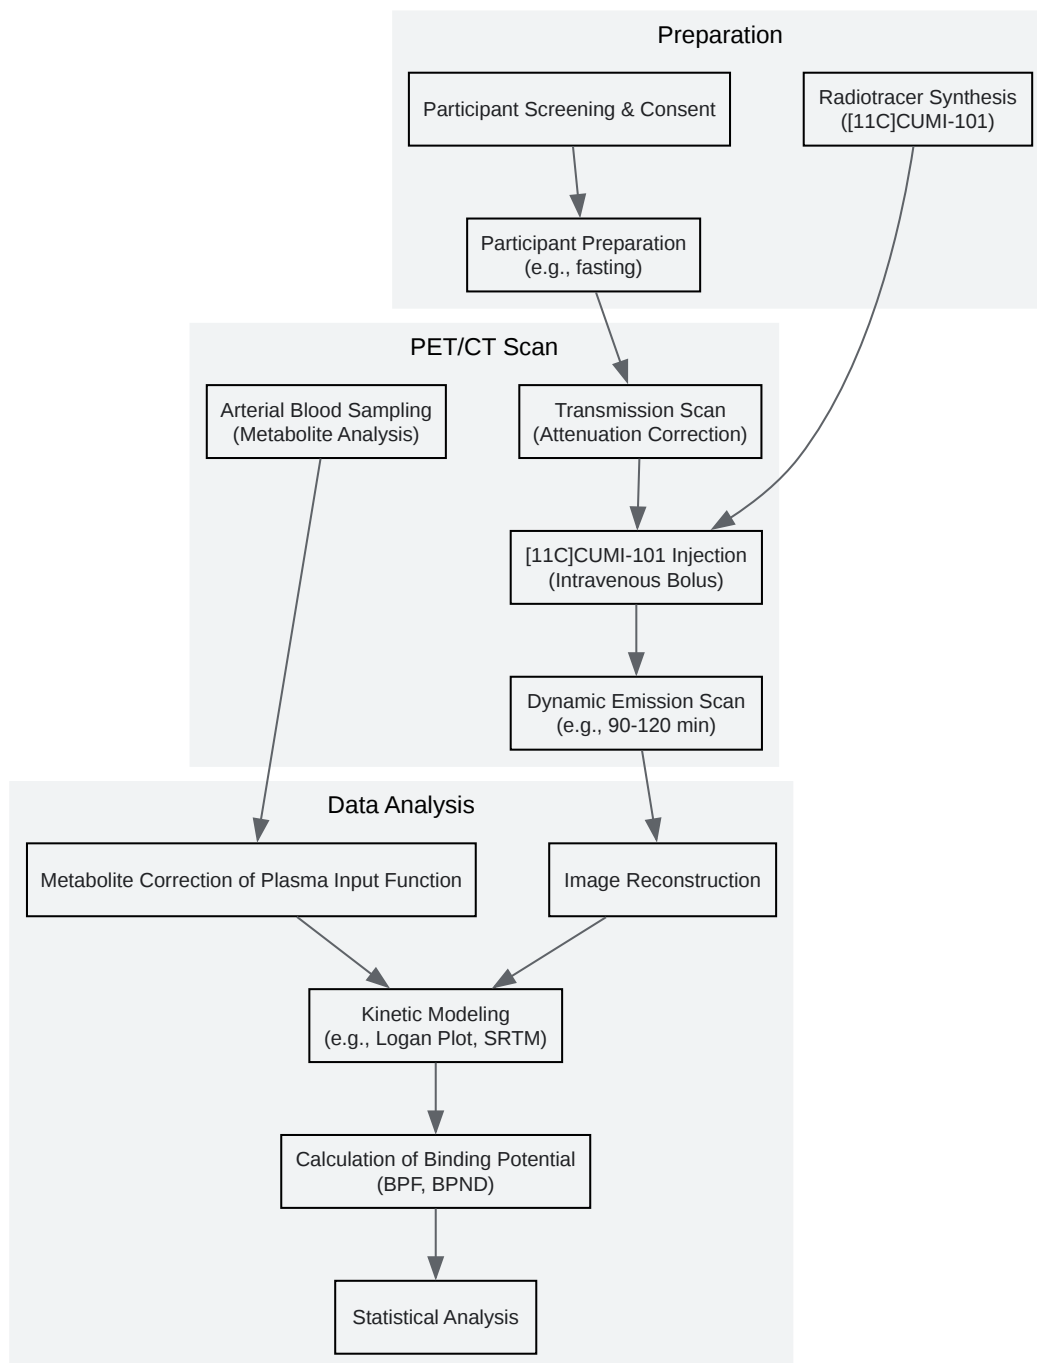 Preparation
Participant Screening & Consent
Radiotracer Synthesis
([11C]CUMI-101)
Participant Preparation
(e.g., fasting)
PET/CT Scan
Arterial Blood Sampling
(Metabolite Analysis)
Transmission Scan
(Attenuation Correction)
[11C]CUMI-101 Injection
(Intravenous Bolus)
Dynamic Emission Scan
(e.g., 90-120 min)
Data Analysis
Metabolite Correction of Plasma Input Function
Image Reconstruction
Kinetic Modeling
(e.g., Logan Plot, SRTM)
Calculation of Binding Potential
(BPF, BPND)
Statistical Analysis